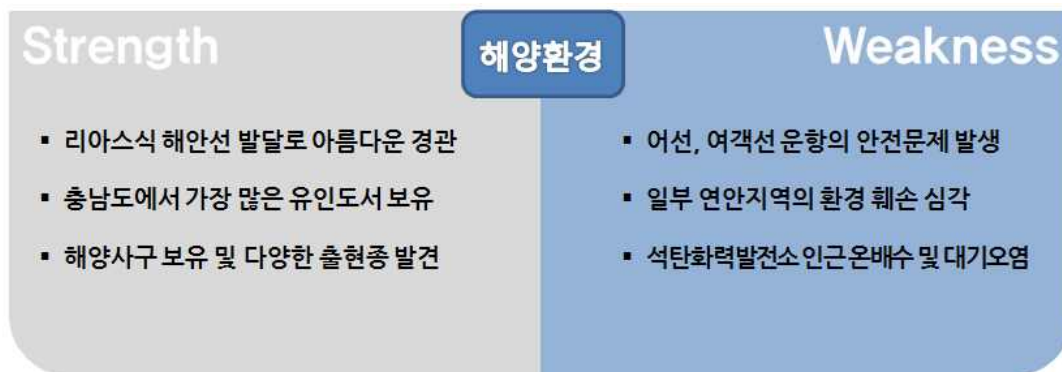 Strength
해양환경
Weakness
▪ 리아스식 해안선 발달로 아름다운 경관
▪ 충남도에서 가장 많은 유인도서 보유
▪ 해양사구 보유 및 다양한 출현종 발견
▪ 어선, 여객선 운항의 안전문제 발생
▪ 일부 연안지역의 환경 훼손 심각
▪ 석탄화력발전소 인근 온배수 및 대기오염